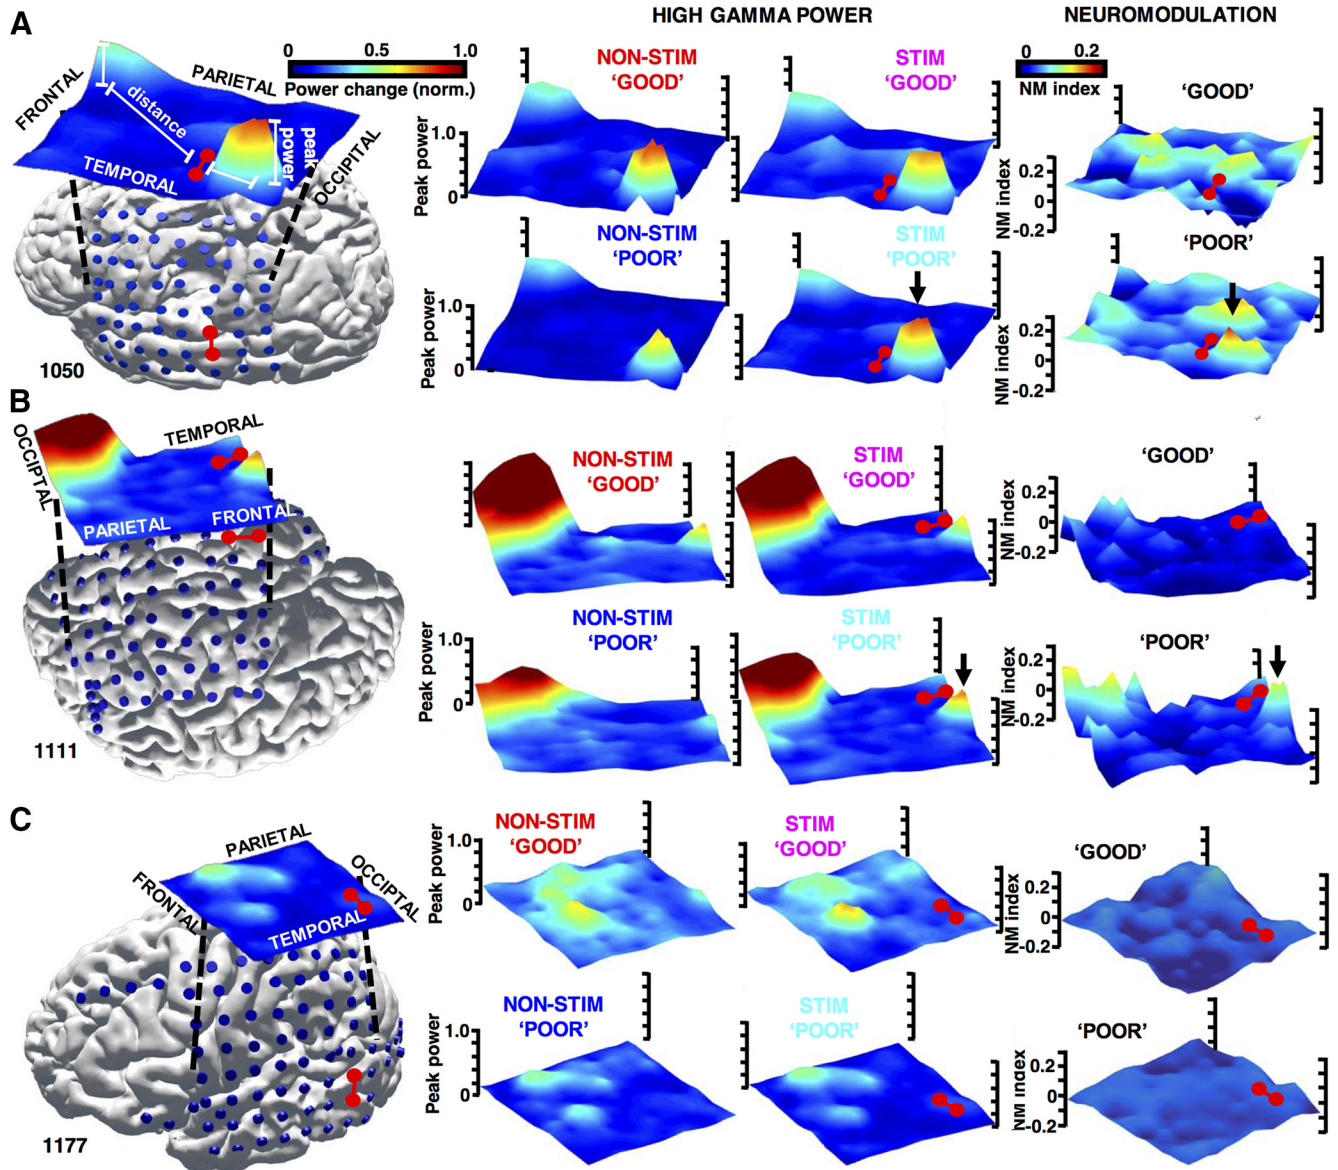 A
HIGH GAMMA POWER
NEUROMODULATION
0 0.5 1.0
Power change (norm.)
FRONTAL
PARIETAL
TEMPORAL
OCCIPITAL
distance
peak
power
1050
NON-STIM
'GOOD'
STIM
'GOOD'
0 0.2
NM index
'GOOD'
Peak power
1.0
0
NM index
0.2
0
-0.2
NON-STIM
'POOR'
STIM
'POOR'
'POOR'
Peak power
1.0
0
NM index
0.2
0
-0.2
B
OCCIPTAL
TEMPORAL
PARIETAL
FRONTAL
1111
NON-STIM
'GOOD'
STIM
'GOOD'
'GOOD'
NM index
0.2
0
-0.2
NON-STIM
'POOR'
STIM
'POOR'
'POOR'
Peak power
1.0
0
NM index
0.2
0
-0.2
C
PARIETAL
FRONTAL
OCCIPTAL
TEMPORAL
1177
NON-STIM
'GOOD'
STIM
'GOOD'
'GOOD'
Peak power
1.0
0
NM index
0.2
0
-0.2
NON-STIM
'POOR'
STIM
'POOR'
'POOR'
Peak power
1.0
0
NM index
0.2
0
-0.2